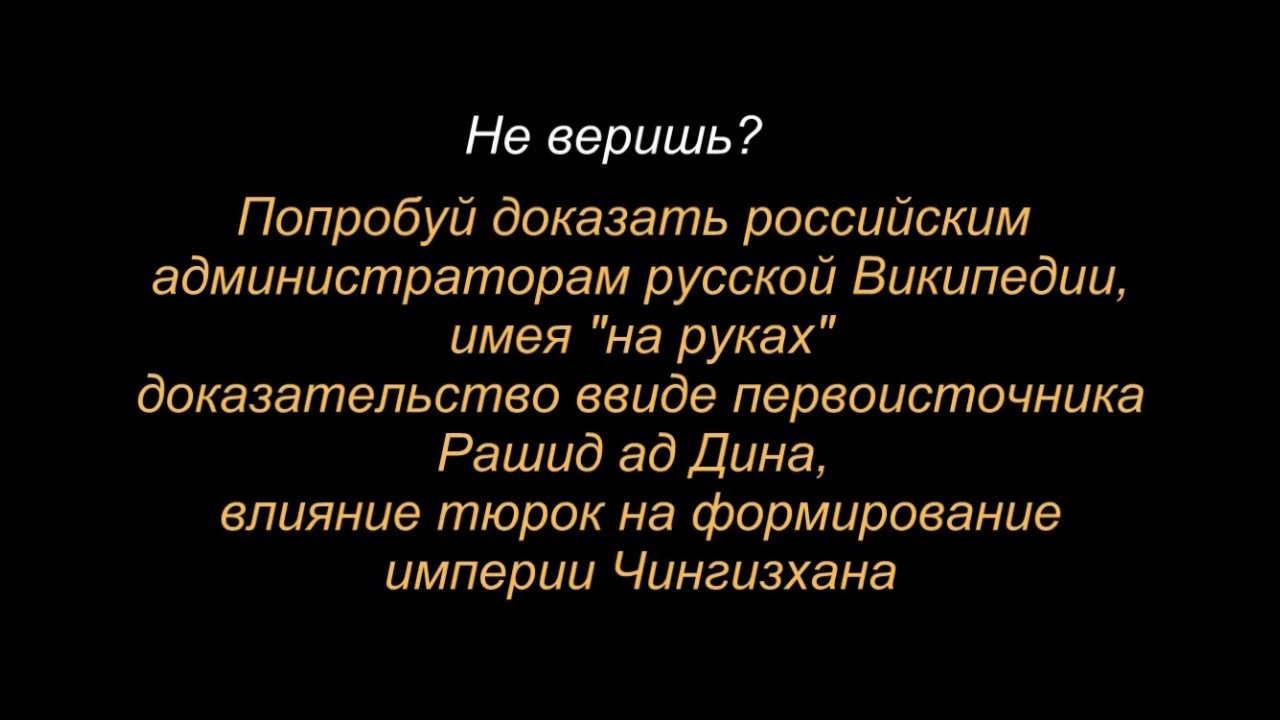 Не веришь?
Попробуй доказать российским
администраторам русской Википедии,
имея "на руках"
доказательство ввиде первоисточника
Рашид ад Дина,
влияние тюрок на формирование
империи Чингизхана